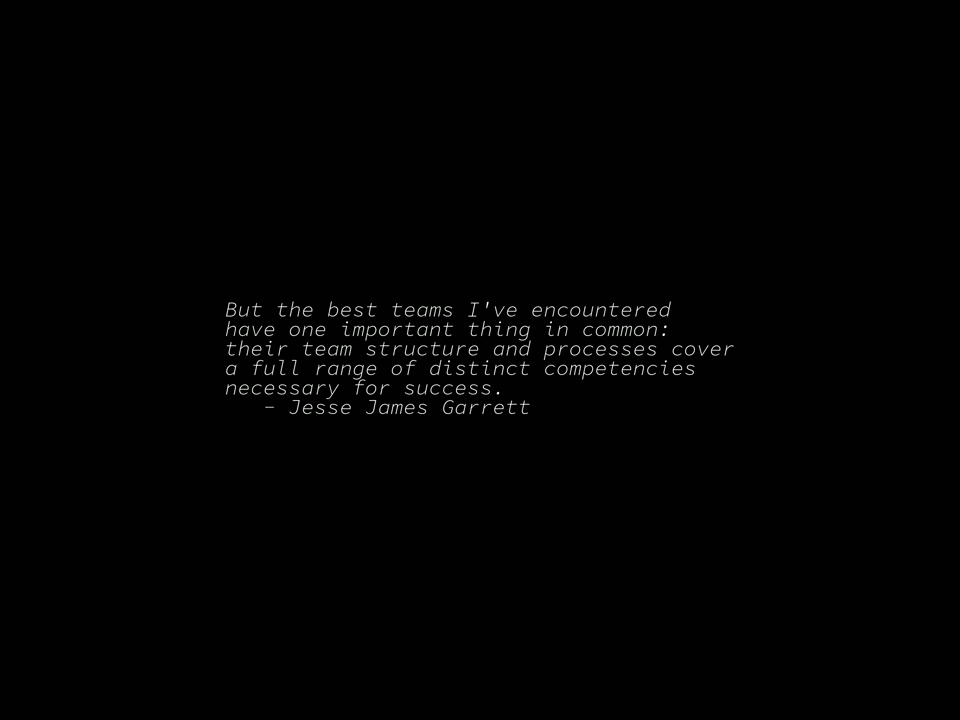 But the best teams I've encountered
have one important thing in common:
their team structure and processes cover
a full range of distinct competencies
necessary for success.
– Jesse James Garrett